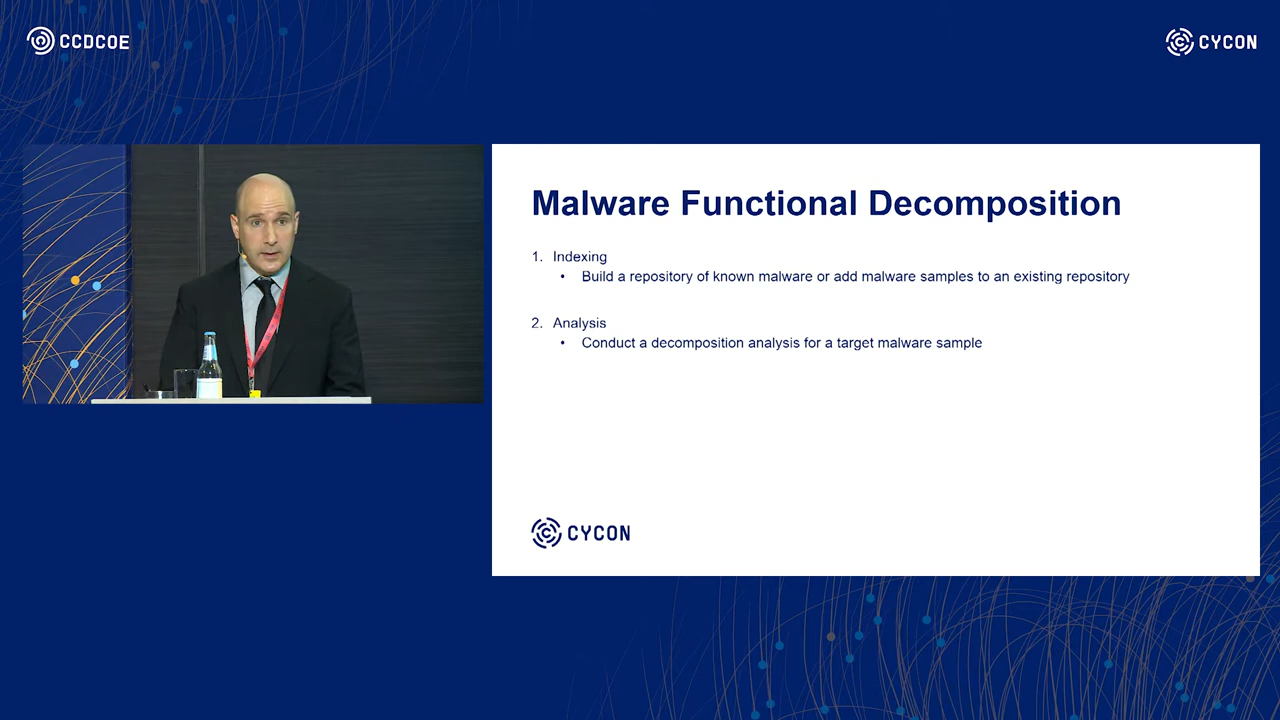 CCDCOE
CYCON
Malware Functional Decomposition
1. Indexing
• Build a repository of known malware or add malware samples to an existing repository
2. Analysis
• Conduct a decomposition analysis for a target malware sample
CYCON